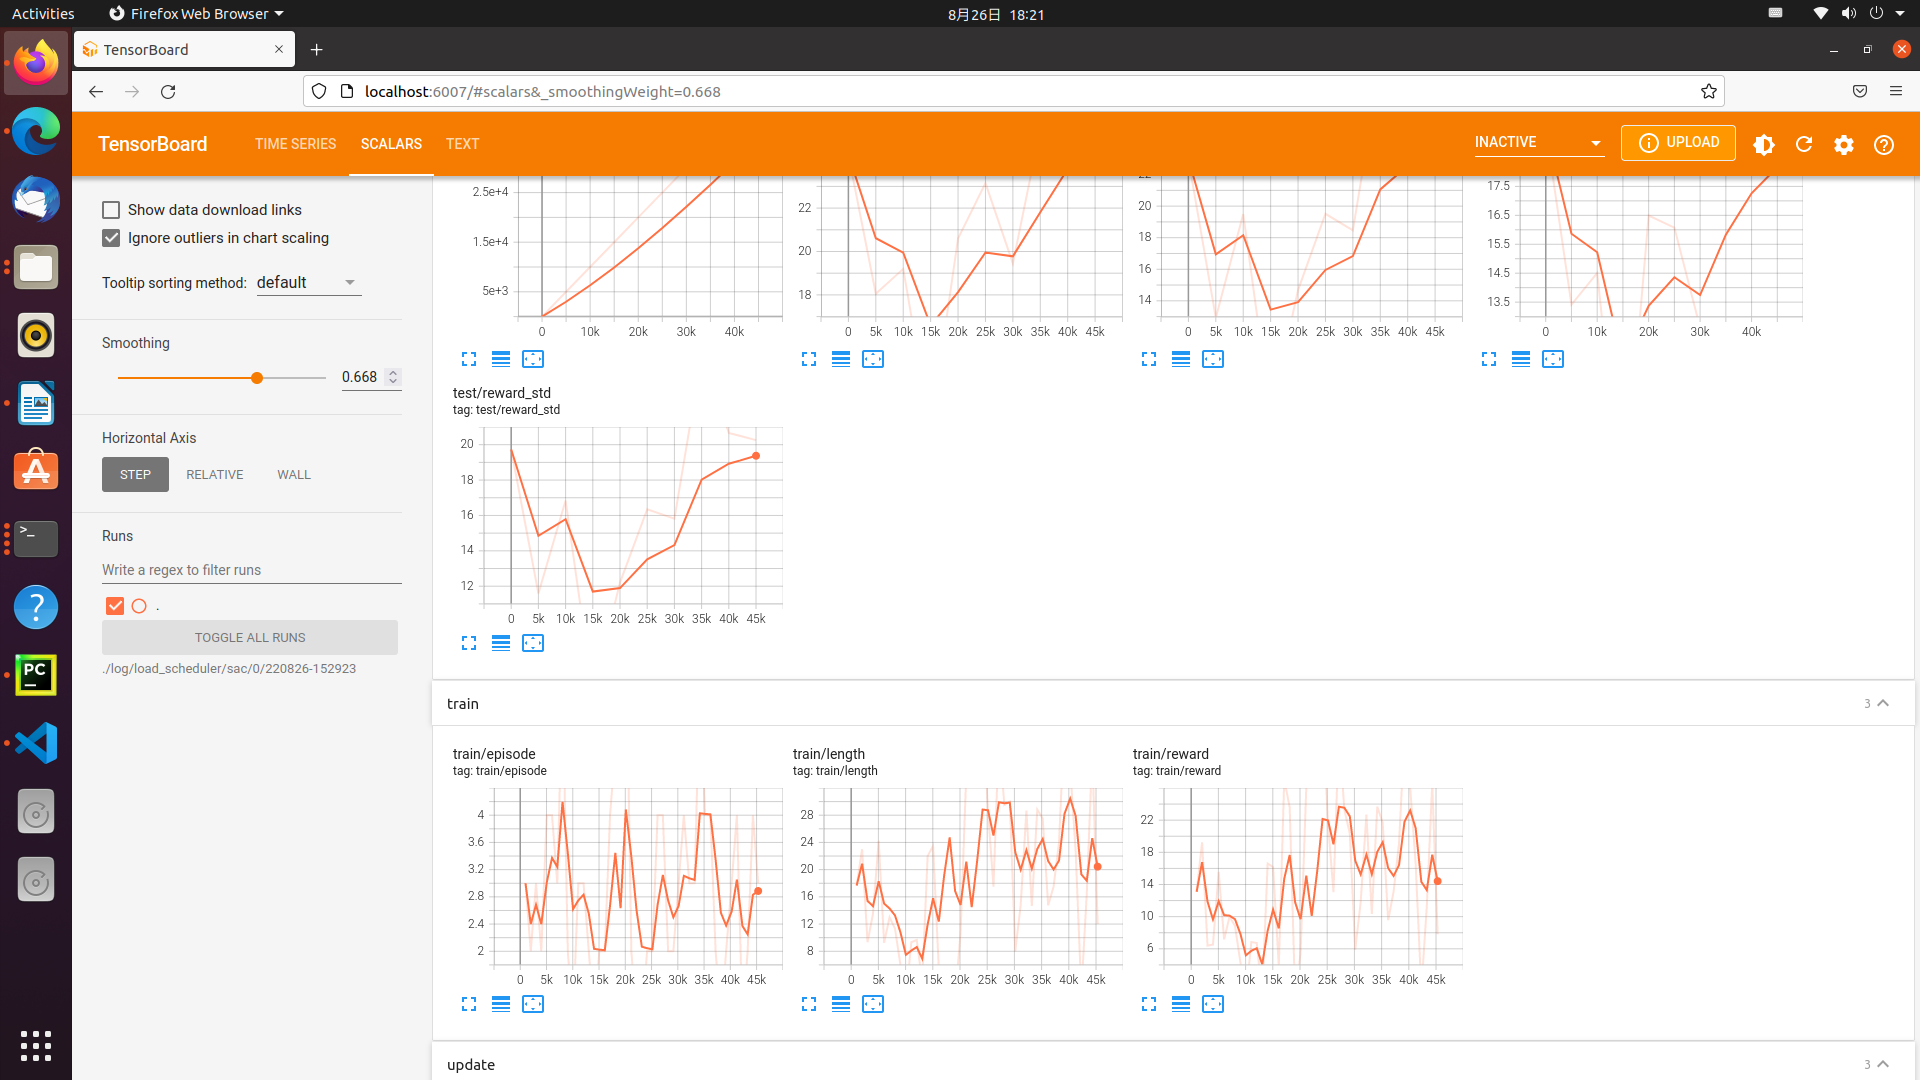 Activities
Firefox Web Browser
8月26日 18:21
TensorBoard
localhost:6007/#scalars&_smoothingWeight=0.668
TensorBoard
TIME SERIES
SCALARS
TEXT
INACTIVE
UPLOAD
Show data download links
Ignore outliers in chart scaling
Tooltip sorting method: default
Smoothing
0.668
Horizontal Axis
STEP
RELATIVE
WALL
Runs
Write a regex to filter runs
.
TOGGLE ALL RUNS
./log/load_scheduler/sac/0/220826-152923
2.5e+4
1.5e+4
5e+3
0 10k 20k 30k 40k
22
20
18
0 5k 10k 15k 20k 25k 30k 35k 40k 45k
22
20
18
16
14
0 5k 10k 15k 20k 25k 30k 35k 40k 45k
17.5
16.5
15.5
14.5
13.5
0 10k 20k 30k 40k
test/reward_std
tag: test/reward_std
20
18
16
14
12
0 5k 10k 15k 20k 25k 30k 35k 40k 45k
train
3
train/episode
tag: train/episode
4
3.6
3.2
2.8
2.4
2
0 5k 10k 15k 20k 25k 30k 35k 40k 45k
train/length
tag: train/length
28
24
20
16
12
8
0 5k 10k 15k 20k 25k 30k 35k 40k 45k
train/reward
tag: train/reward
22
18
14
10
6
0 5k 10k 15k 20k 25k 30k 35k 40k 45k
update
3
PC